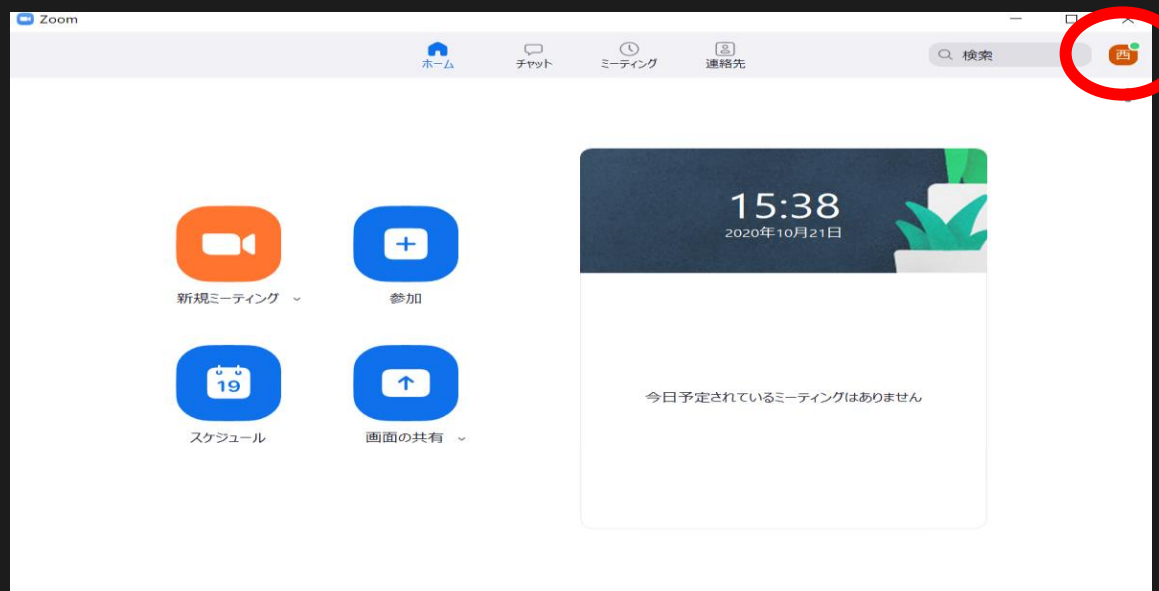 Zoom
ホーム
チャット
ミーティング
連絡先
検索
西
15:38
2020年10月21日
新規ミーティング
参加
19
スケジュール
画面の共有
今日予定されているミーティングはありません